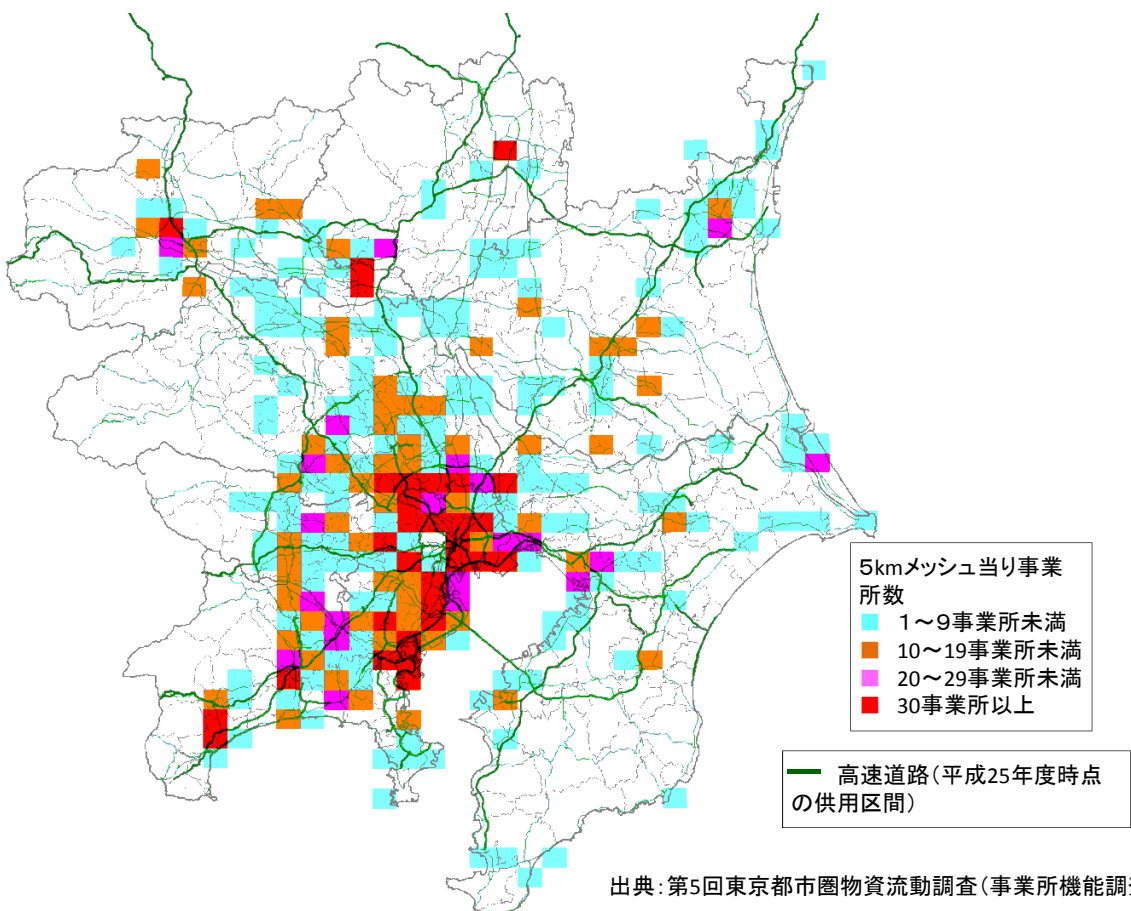 5kmメッシュ当り事業
所数
1～9事業所未満
10～19事業所未満
20～29事業所未満
30事業所以上
高速道路(平成25年度時点
の供用区間)
出典:第5回東京都市圏物資流動調査(事業所機能調